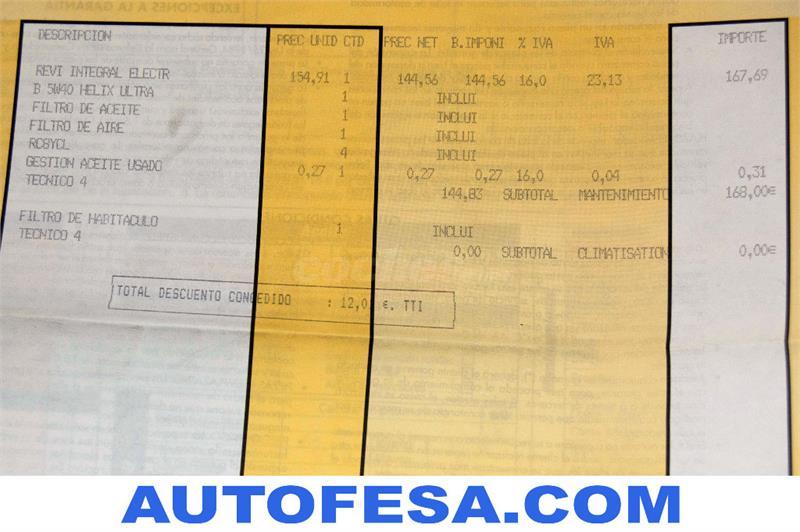 EXCEPCIONES A LA GARANTIA
DESCRIPCION PREC UNID CTD PREC NET B.IMPONI % IVA IVA IMPORTE
REVI INTEGRAL ELECTR 154,91 1 144,56 144,56 16,0 23,13 167,69
B 5W40 HELIX ULTRA 1 INCLUI
FILTRO DE ACEITE 1 INCLUI
FILTRO DE AIRE 1 INCLUI
RC8YCL 4 INCLUI
GESTION ACEITE USADO 0,27 1 0,27 0,27 16,0 0,04 0,31
TECNICO 4 144,83 SUBTOTAL MANTENIMIENTO 168,00€
FILTRO DE HABITACULO 1 INCLUI
TECNICO 4 0,00 SUBTOTAL CLIMATISATION 0,00€
TOTAL DESCUENTO CONCEDIDO : 12,0 €. TTI
AUTOFESA.COM